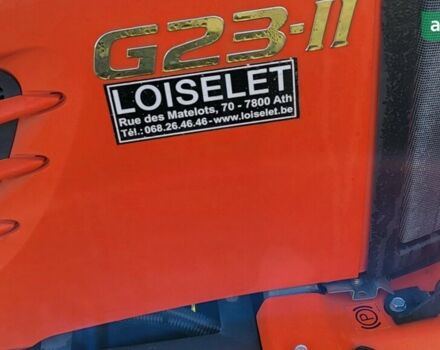 G23-II
LOISELET
Rue des Matelots, 70 - 7800 Ath
Tél.: 068.26.46.46 - www.loiselet.be
a
P